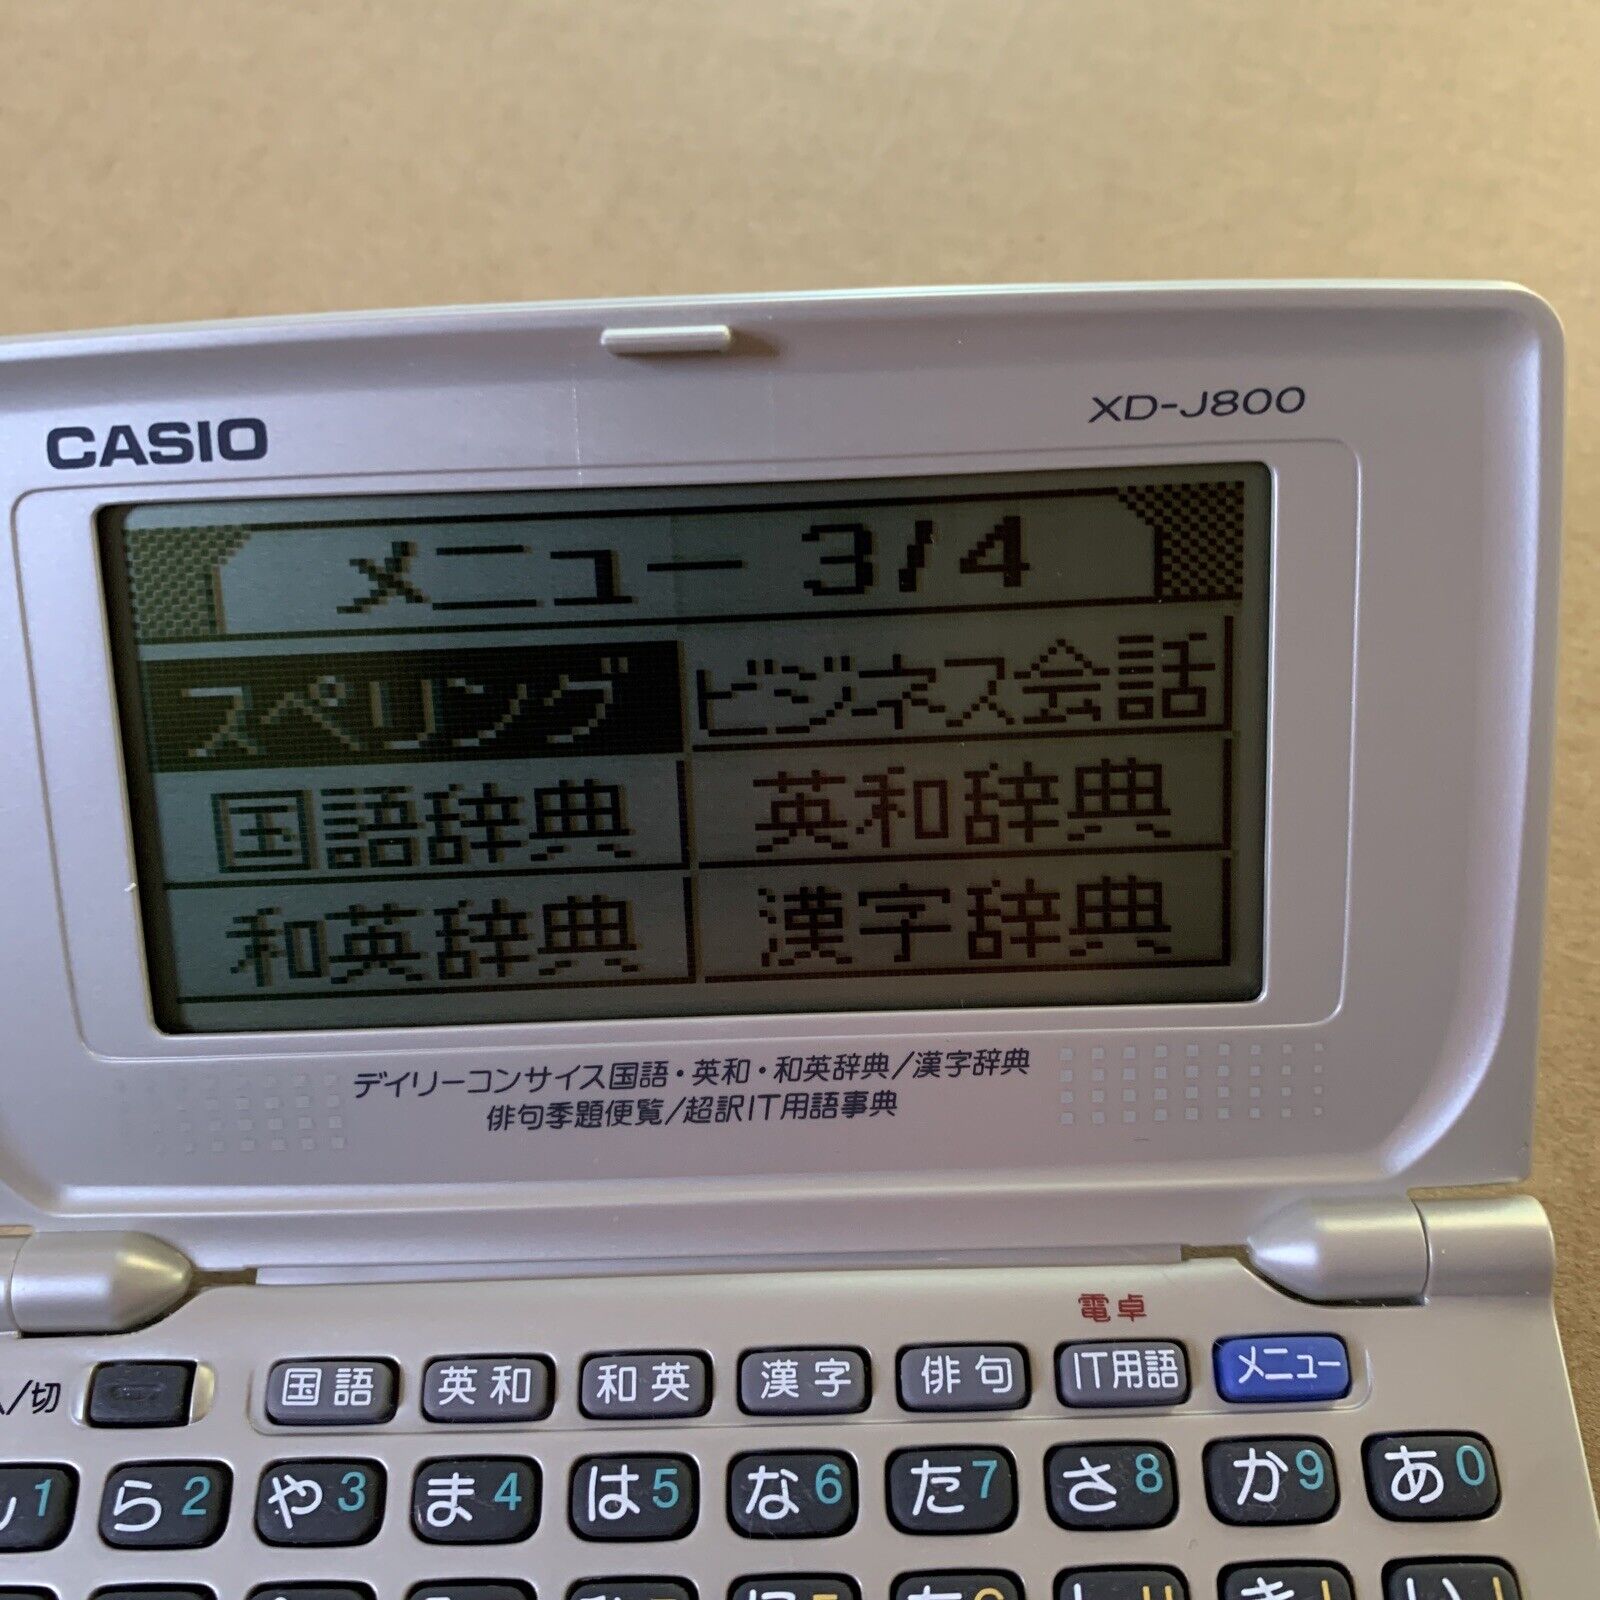 CASIO XD-J800
メニュー 3/4
スペリング ビジネス会話
国語辞典 英和辞典
和英辞典 漢字辞典
デイリーコンサイス国語・英和・和英辞典/漢字辞典
俳句季題便覧/超訳IT用語事典
電卓
/切 国語 英和 和英 漢字 俳句 IT用語 メニュー
1 ら2 や3 ま4 は5 な6 た7 さ8 か9 あ0